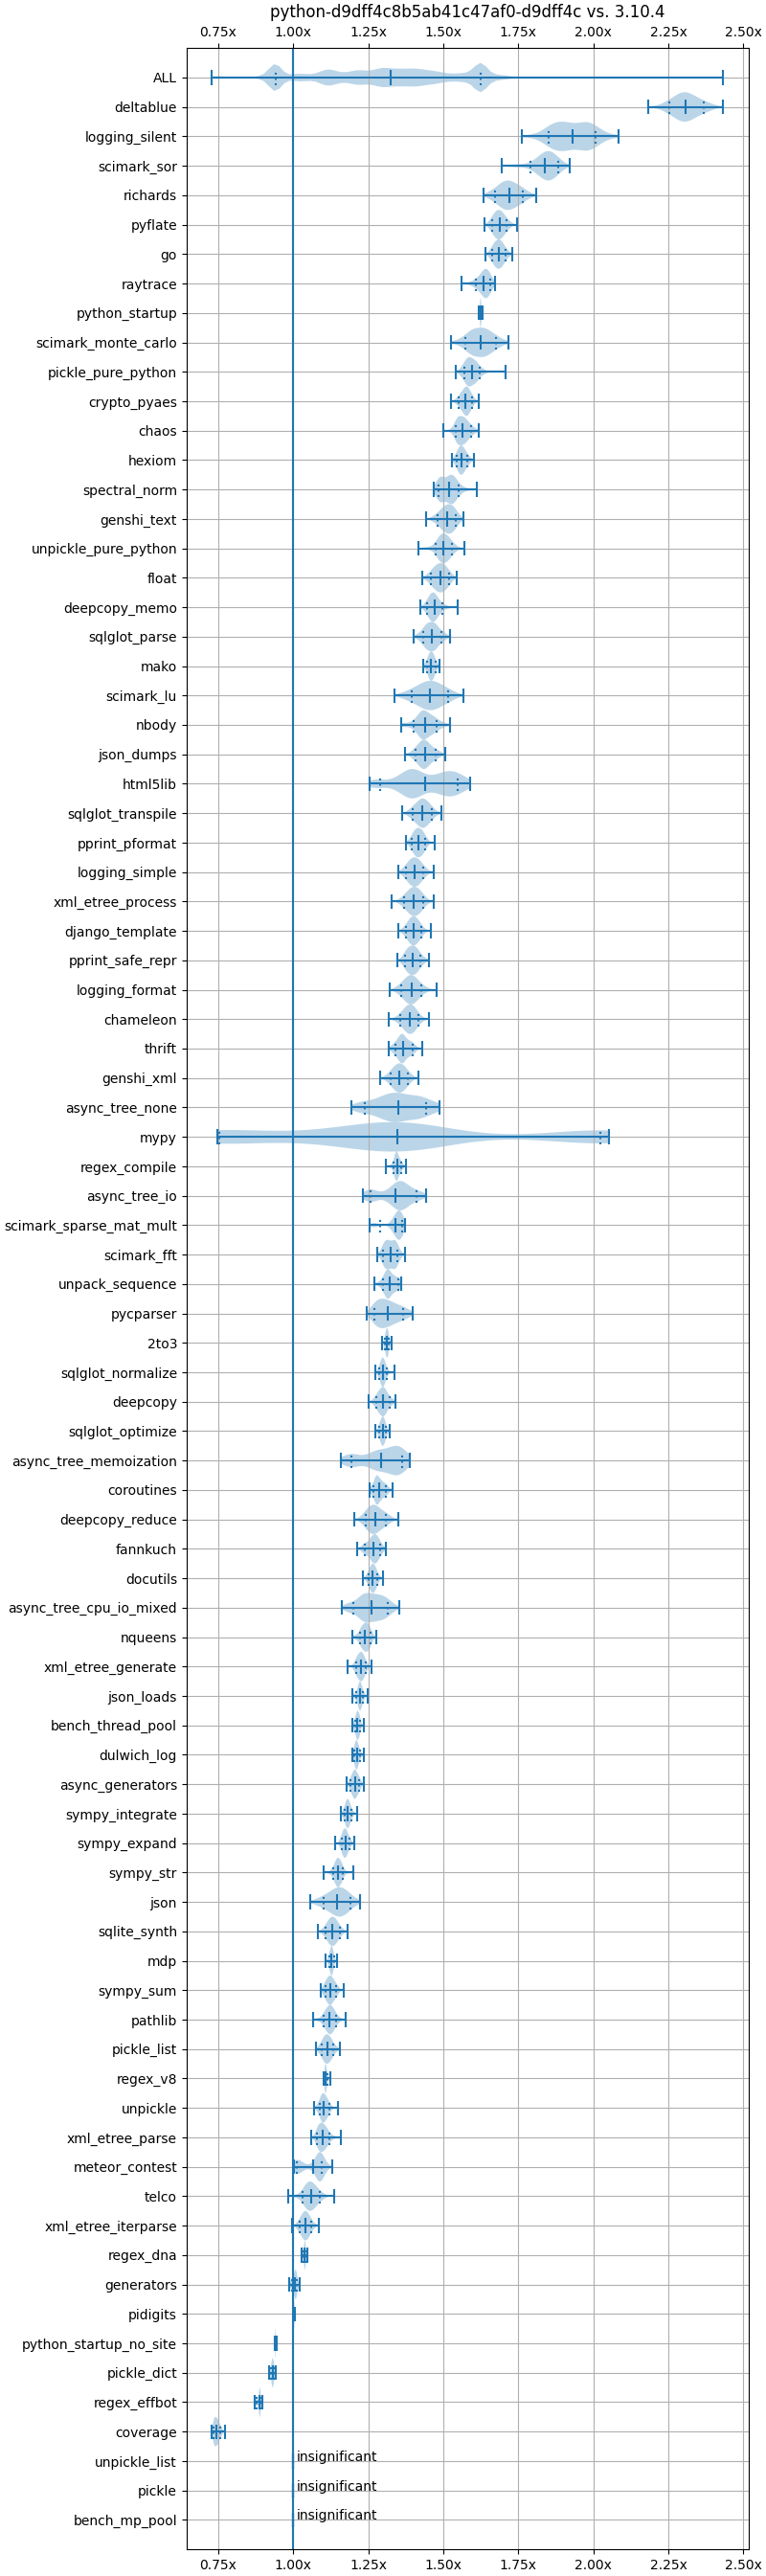 python-d9dff4c8b5ab41c47af0-d9dff4c vs. 3.10.4
0.75x 1.00x 1.25x 1.50x 1.75x 2.00x 2.25x 2.50x
ALL
deltablue
logging_silent
scimark_sor
richards
pyflate
go
raytrace
python_startup
scimark_monte_carlo
pickle_pure_python
crypto_pyaes
chaos
hexiom
spectral_norm
genshi_text
unpickle_pure_python
float
deepcopy_memo
sqlglot_parse
mako
scimark_lu
nbody
json_dumps
html5lib
sqlglot_transpile
pprint_pformat
logging_simple
xml_etree_process
django_template
pprint_safe_repr
logging_format
chameleon
thrift
genshi_xml
async_tree_none
mypy
regex_compile
async_tree_io
scimark_sparse_mat_mult
scimark_fft
unpack_sequence
pycparser
2to3
sqlglot_normalize
deepcopy
sqlglot_optimize
async_tree_memoization
coroutines
deepcopy_reduce
fannkuch
docutils
async_tree_cpu_io_mixed
nqueens
xml_etree_generate
json_loads
bench_thread_pool
dulwich_log
async_generators
sympy_integrate
sympy_expand
sympy_str
json
sqlite_synth
mdp
sympy_sum
pathlib
pickle_list
regex_v8
unpickle
xml_etree_parse
meteor_contest
telco
xml_etree_iterparse
regex_dna
generators
pidigits
python_startup_no_site
pickle_dict
regex_effbot
coverage
unpickle_list insignificant
pickle insignificant
bench_mp_pool insignificant
0.75x 1.00x 1.25x 1.50x 1.75x 2.00x 2.25x 2.50x